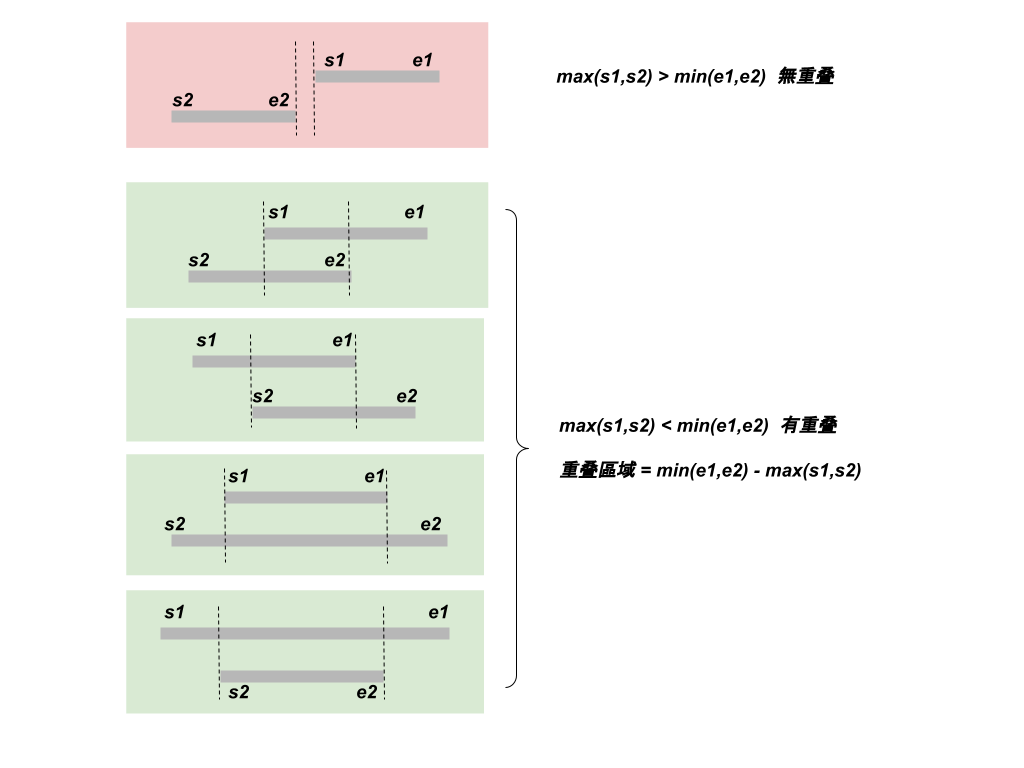 s1 e1
s2 e2
max(s1,s2) > min(e1,e2) 無重疊
s1 e1
s2 e2
s1 e1
s2 e2
s1 e1
s2 e2
s1 e1
s2 e2
max(s1,s2) < min(e1,e2) 有重疊
重疊區域 = min(e1,e2) - max(s1,s2)